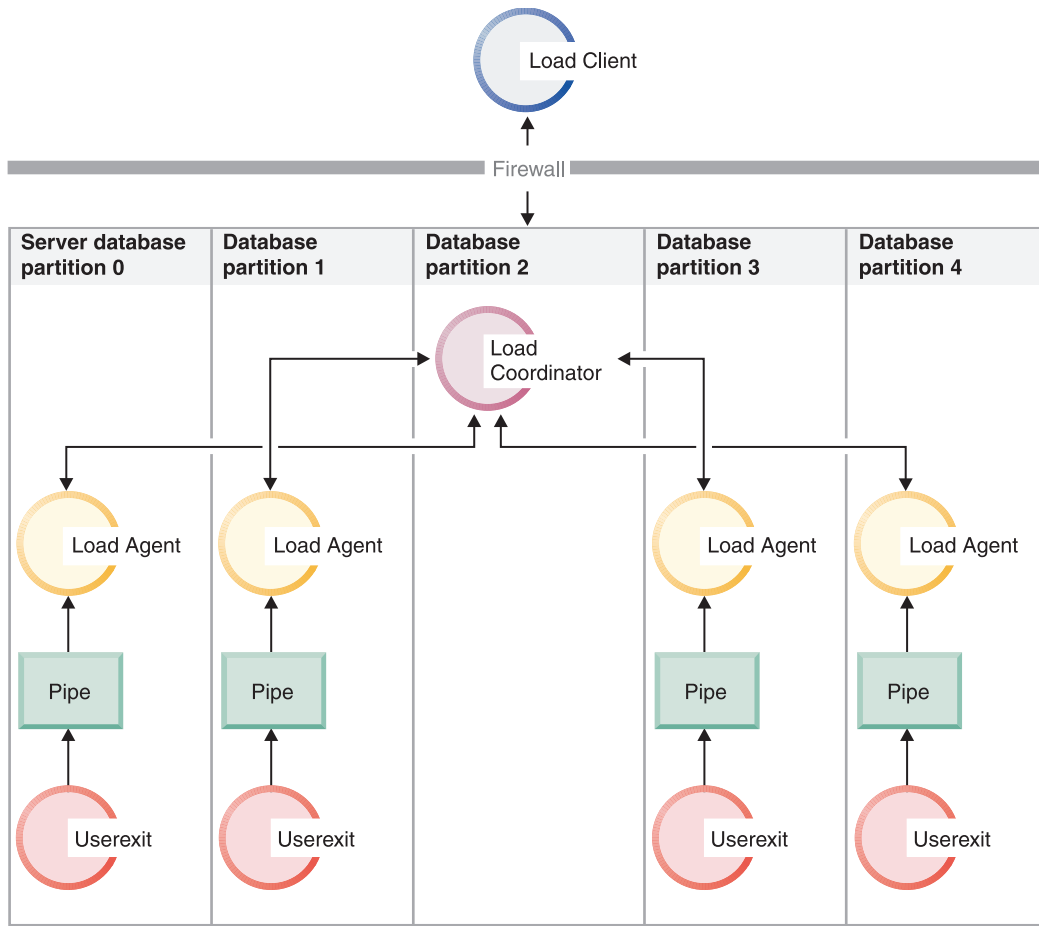 Load Client
Firewall
Server database
partition 0
Database
partition 1
Database
partition 2
Database
partition 3
Database
partition 4
Load
Coordinator
Load Agent
Load Agent
Load Agent
Load Agent
Pipe
Pipe
Pipe
Pipe
Userexit
Userexit
Userexit
Userexit